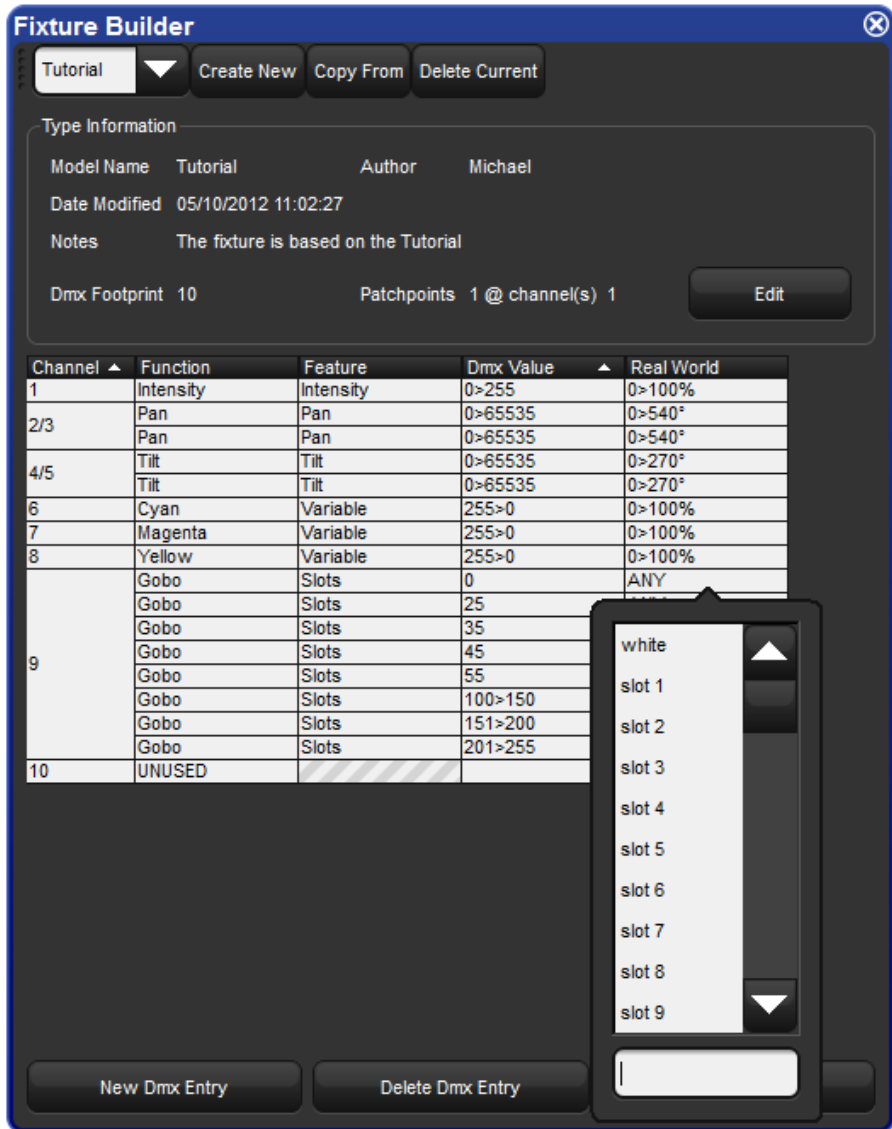 Fixture Builder
Tutorial Create New Copy From Delete Current
Type Information
Model Name Tutorial Author Michael
Date Modified 05/10/2012 11:02:27
Notes The fixture is based on the Tutorial
Dmx Footprint 10 Patchpoints 1 @ channel(s) 1 Edit
Channel Function Feature Dmx Value Real World
1 Intensity Intensity 0>255 0>100%
2/3 Pan Pan 0>65535 0>540°
Pan Pan 0>65535 0>540°
4/5 Tilt Tilt 0>65535 0>270°
Tilt Tilt 0>65535 0>270°
6 Cyan Variable 255>0 0>100%
7 Magenta Variable 255>0 0>100%
8 Yellow Variable 255>0 0>100%
9 Gobo Slots 0 ANY
Gobo Slots 25
Gobo Slots 35
Gobo Slots 45
Gobo Slots 55
Gobo Slots 100>150
Gobo Slots 151>200
Gobo Slots 201>255
10 UNUSED
white
slot 1
slot 2
slot 3
slot 4
slot 5
slot 6
slot 7
slot 8
slot 9
New Dmx Entry Delete Dmx Entry